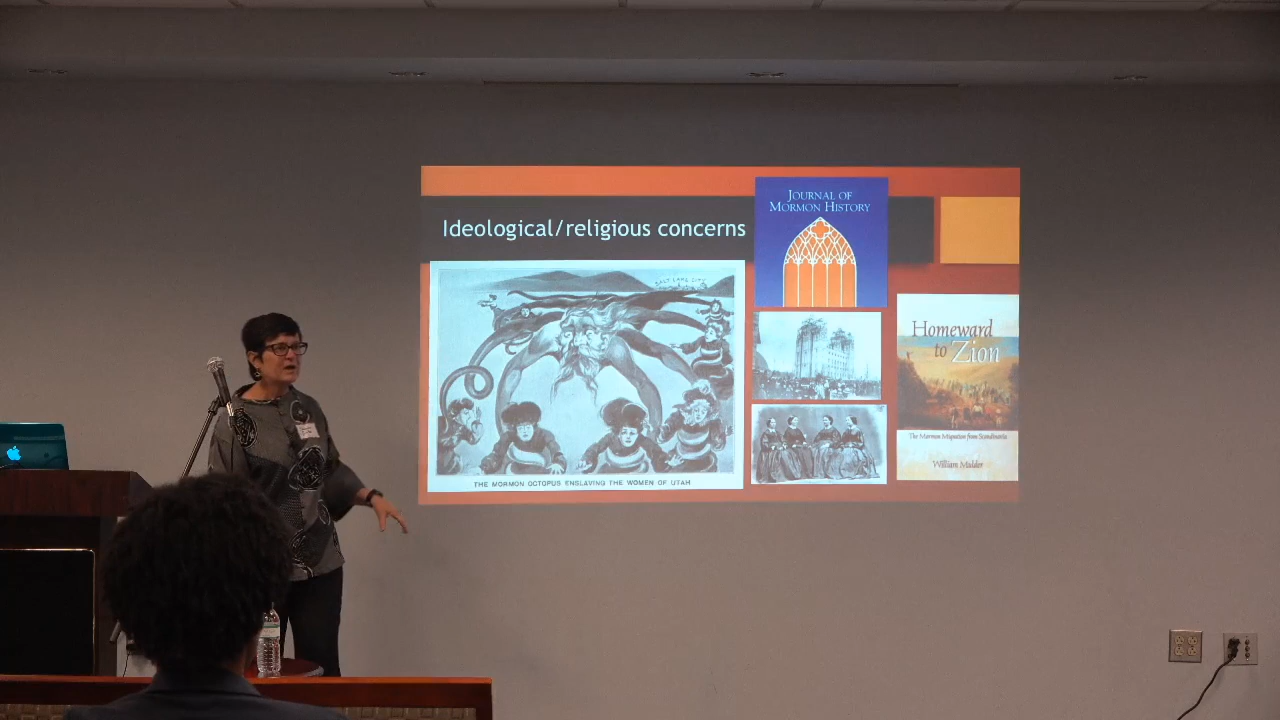 Ideological/religious concerns
JOURNAL OF
MORMON HISTORY
SALT LAKE CITY
THE MORMON OCTOPUS ENSLAVING THE WOMEN OF UTAH.
Homeward
to Zion
The Mormon Migration from Scandinavia
William Mulder